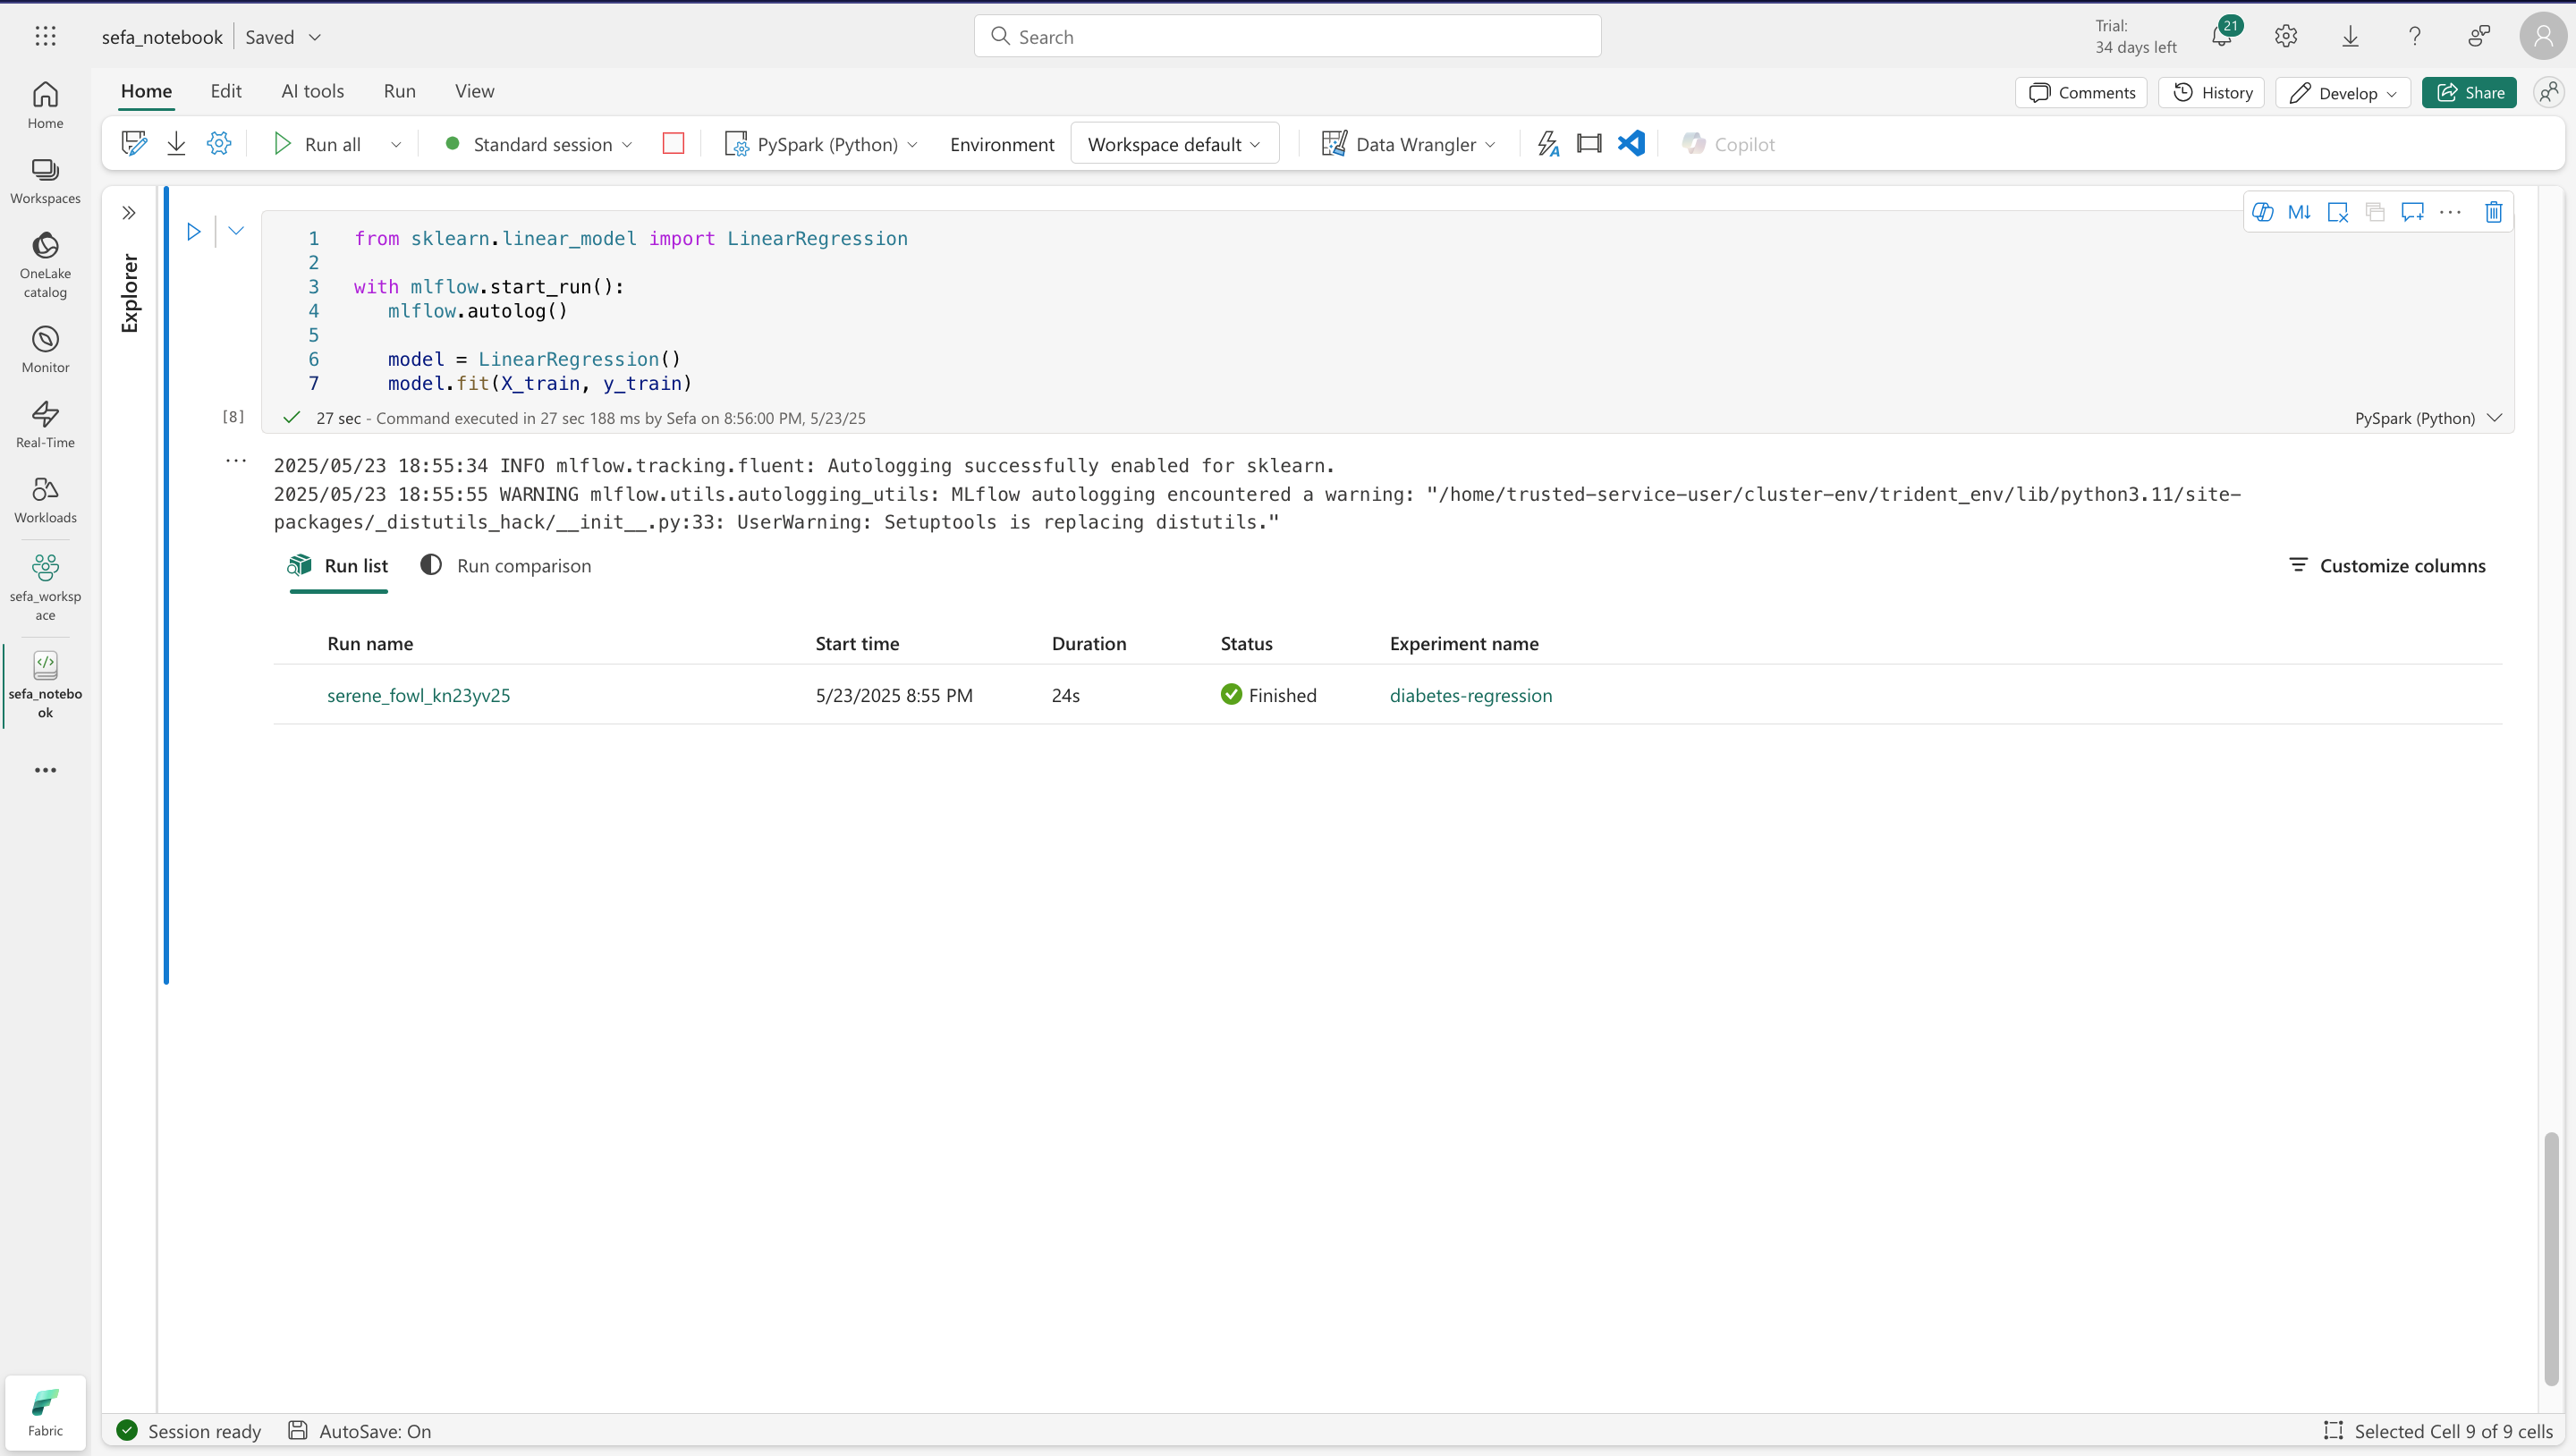 sefa_notebook Saved
Search
Trial:
34 days left
21
Home Edit AI tools Run View
Comments History Develop Share
Run all Standard session PySpark (Python) Environment Workspace default Data Wrangler Copilot
Home
Workspaces
OneLake
catalog
Monitor
Real-Time
Workloads
sefa_worksp
ace
sefa_notebo
ok
Fabric
Explorer
M↓
1 from sklearn.linear_model import LinearRegression
2
3 with mlflow.start_run():
4 mlflow.autolog()
5
6 model = LinearRegression()
7 model.fit(X_train, y_train)
[8] 27 sec - Command executed in 27 sec 188 ms by Sefa on 8:56:00 PM, 5/23/25 PySpark (Python)
2025/05/23 18:55:34 INFO mlflow.tracking.fluent: Autologging successfully enabled for sklearn.
2025/05/23 18:55:55 WARNING mlflow.utils.autologging_utils: MLflow autologging encountered a warning: "/home/trusted-service-user/cluster-env/trident_env/lib/python3.11/site-
packages/_distutils_hack/__init__.py:33: UserWarning: Setuptools is replacing distutils."
Run list Run comparison Customize columns
Run name Start time Duration Status Experiment name
serene_fowl_kn23yv25 5/23/2025 8:55 PM 24s Finished diabetes-regression
Session ready AutoSave: On Selected Cell 9 of 9 cells